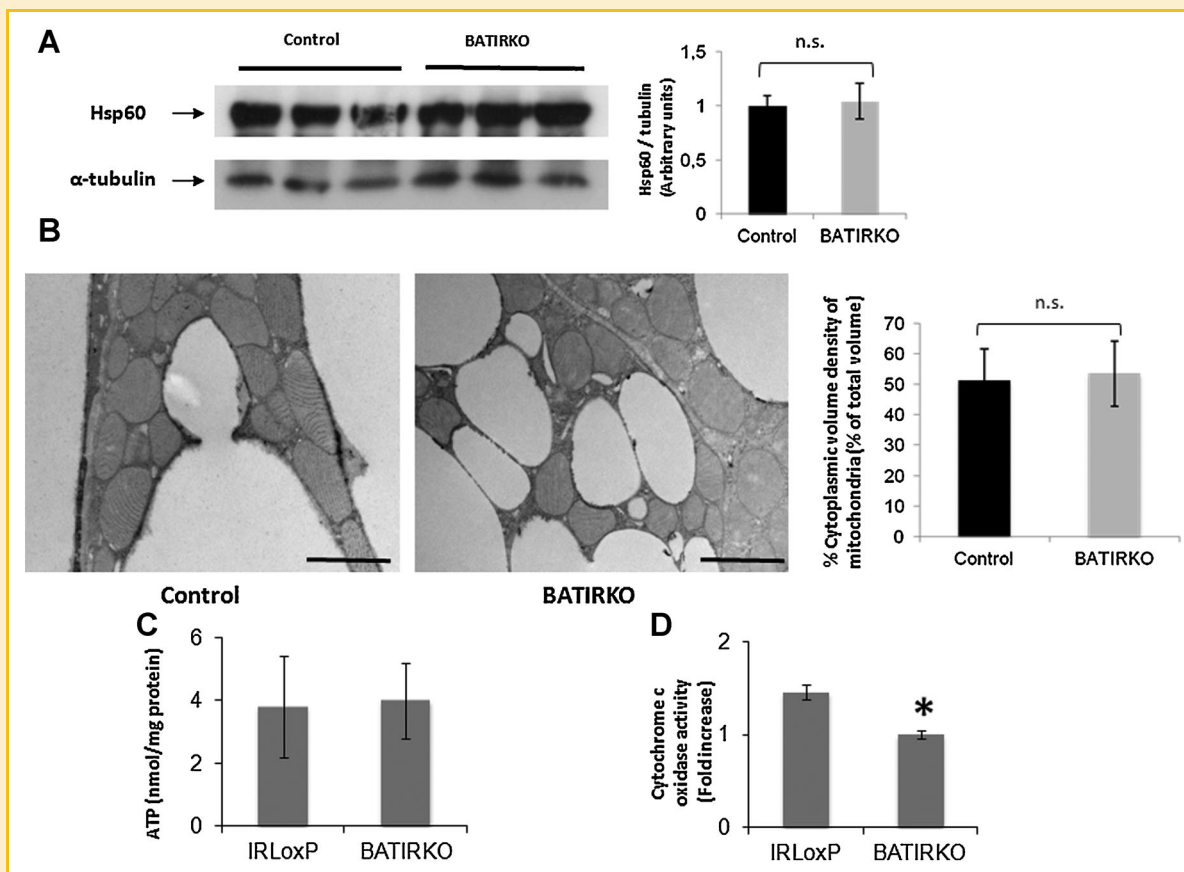 A
Control
BATIRKO
Hsp60
α-tubulin
n.s.
Hsp60 / tubulin
(Arbitrary units)
1,5
1
0,5
0
Control
BATIRKO
B
Control
BATIRKO
n.s.
% Cytoplasmic volume density of
mitochondria (% of total volume)
70
60
50
40
30
20
10
0
Control
BATIRKO
C
ATP (nmol/mg protein)
6
4
2
0
IRLoxP
BATIRKO
D
Cytochrome c
oxidase activity
(Fold increase)
2
1
0
*
IRLoxP
BATIRKO